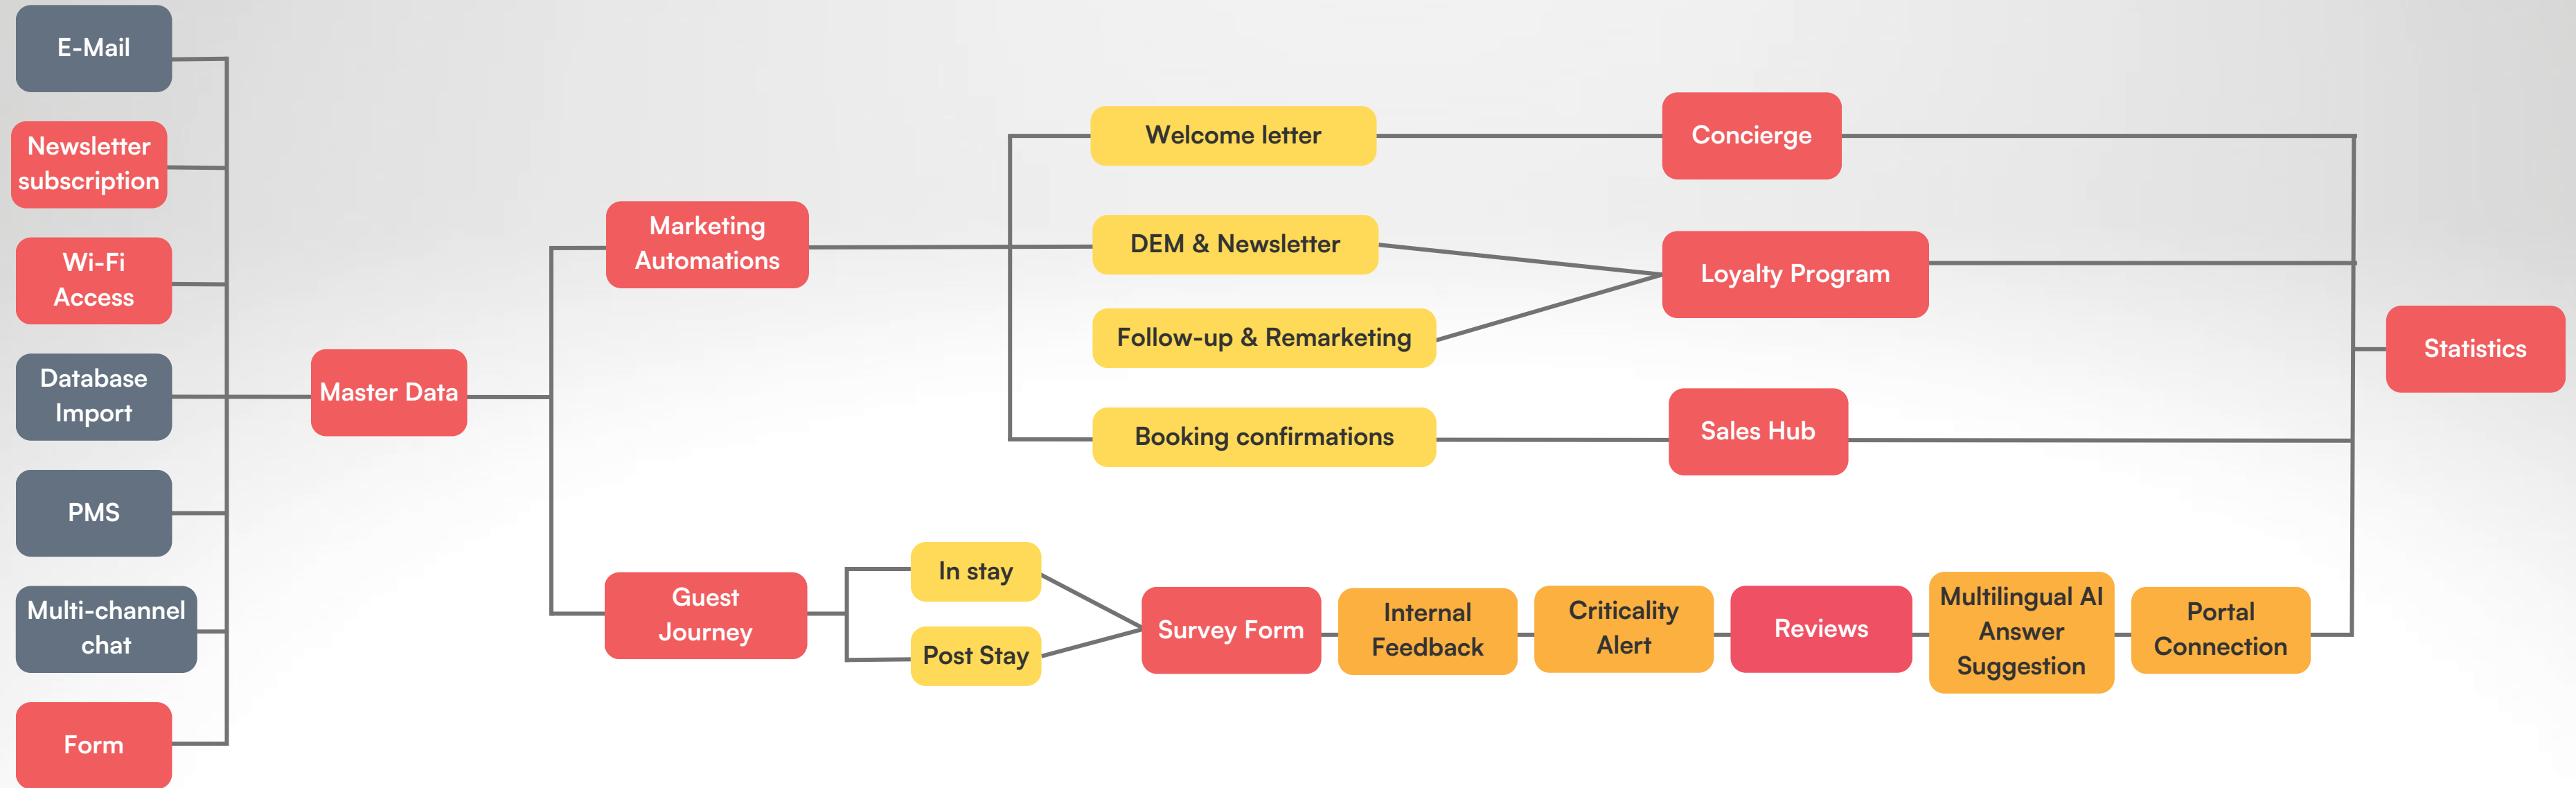 E-Mail
Newsletter
subscription
Wi-Fi
Access
Database
Import
PMS
Multi-channel
chat
Form
Master Data
Marketing
Automations
Guest
Journey
Welcome letter
DEM & Newsletter
Follow-up & Remarketing
Booking confirmations
Concierge
Loyalty Program
Sales Hub
In stay
Post Stay
Survey Form
Internal
Feedback
Criticality
Alert
Reviews
Multilingual AI
Answer
Suggestion
Portal
Connection
Statistics